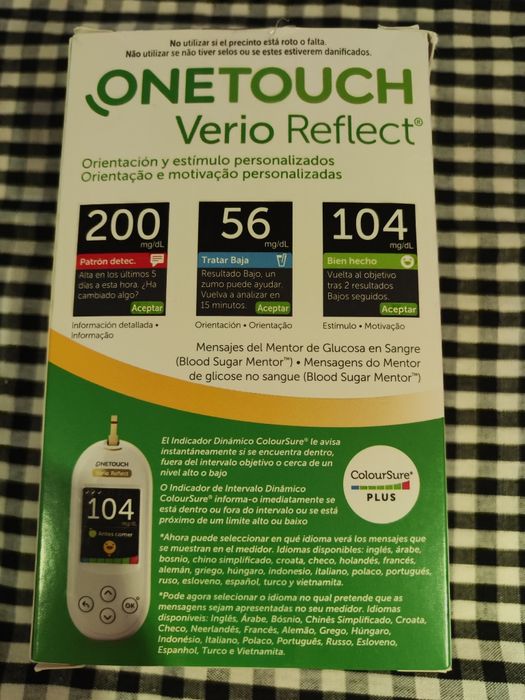 No utilizar si el precinto está roto o falta.
Não utilizar se não tiver selos ou se estes estiverem danificados.
ONETOUCH
Verio Reflect®
Orientación y estímulo personalizados
Orientação e motivação personalizadas
200
mg/dL
Patrón detec.
Alta en los últimos 5
días a esta hora. ¿Ha
cambiado algo?
Aceptar
Información detallada •
informação
56
mg/dL
Tratar Baja
Resultado Bajo, un
zumo puede ayudar.
Vuelva a analizar en
15 minutos.
Aceptar
Orientación • Orientação
104
mg/dL
Bien hecho
Vuelta al objetivo
tras 2 resultados
Bajos seguidos.
Aceptar
Estímulo • Motivação
Mensajes del Mentor de Glucosa en Sangre
(Blood Sugar Mentor™) • Mensagens do Mentor
de glicose no sangue (Blood Sugar Mentor™)
El Indicador Dinámico ColourSure® le avisa
instantáneamente si se encuentra dentro,
fuera del intervalo objetivo o cerca de un
nivel alto o bajo
O Indicador de Intervalo Dinâmico
ColourSure® informa-o imediatamente se
está dentro ou fora do intervalo ou se está
próximo de um limite alto ou baixo
ColourSure®
PLUS
ONETOUCH
Verio Reflect
104
mg/dL
Antes comer
OK
*Ahora puede seleccionar en qué idioma verá los mensajes que
se muestran en el medidor. Idiomas disponibles: inglés, árabe,
bosnio, chino simplificado, croata, checo, holandés, francés,
alemán, griego, húngaro, indonesio, italiano, polaco, portugués,
ruso, esloveno, español, turco y vietnamita.
*Pode agora selecionar o idioma no qual pretende que as
mensagens sejam apresentadas no seu medidor. Idiomas
disponíveis: Inglês, Árabe, Bósnio, Chinês Simplificado, Croata,
Checo, Neerlandês, Francês, Alemão, Grego, Húngaro,
Indonésio, Italiano, Polaco, Português, Russo, Esloveno,
Espanhol, Turco e Vietnamita.